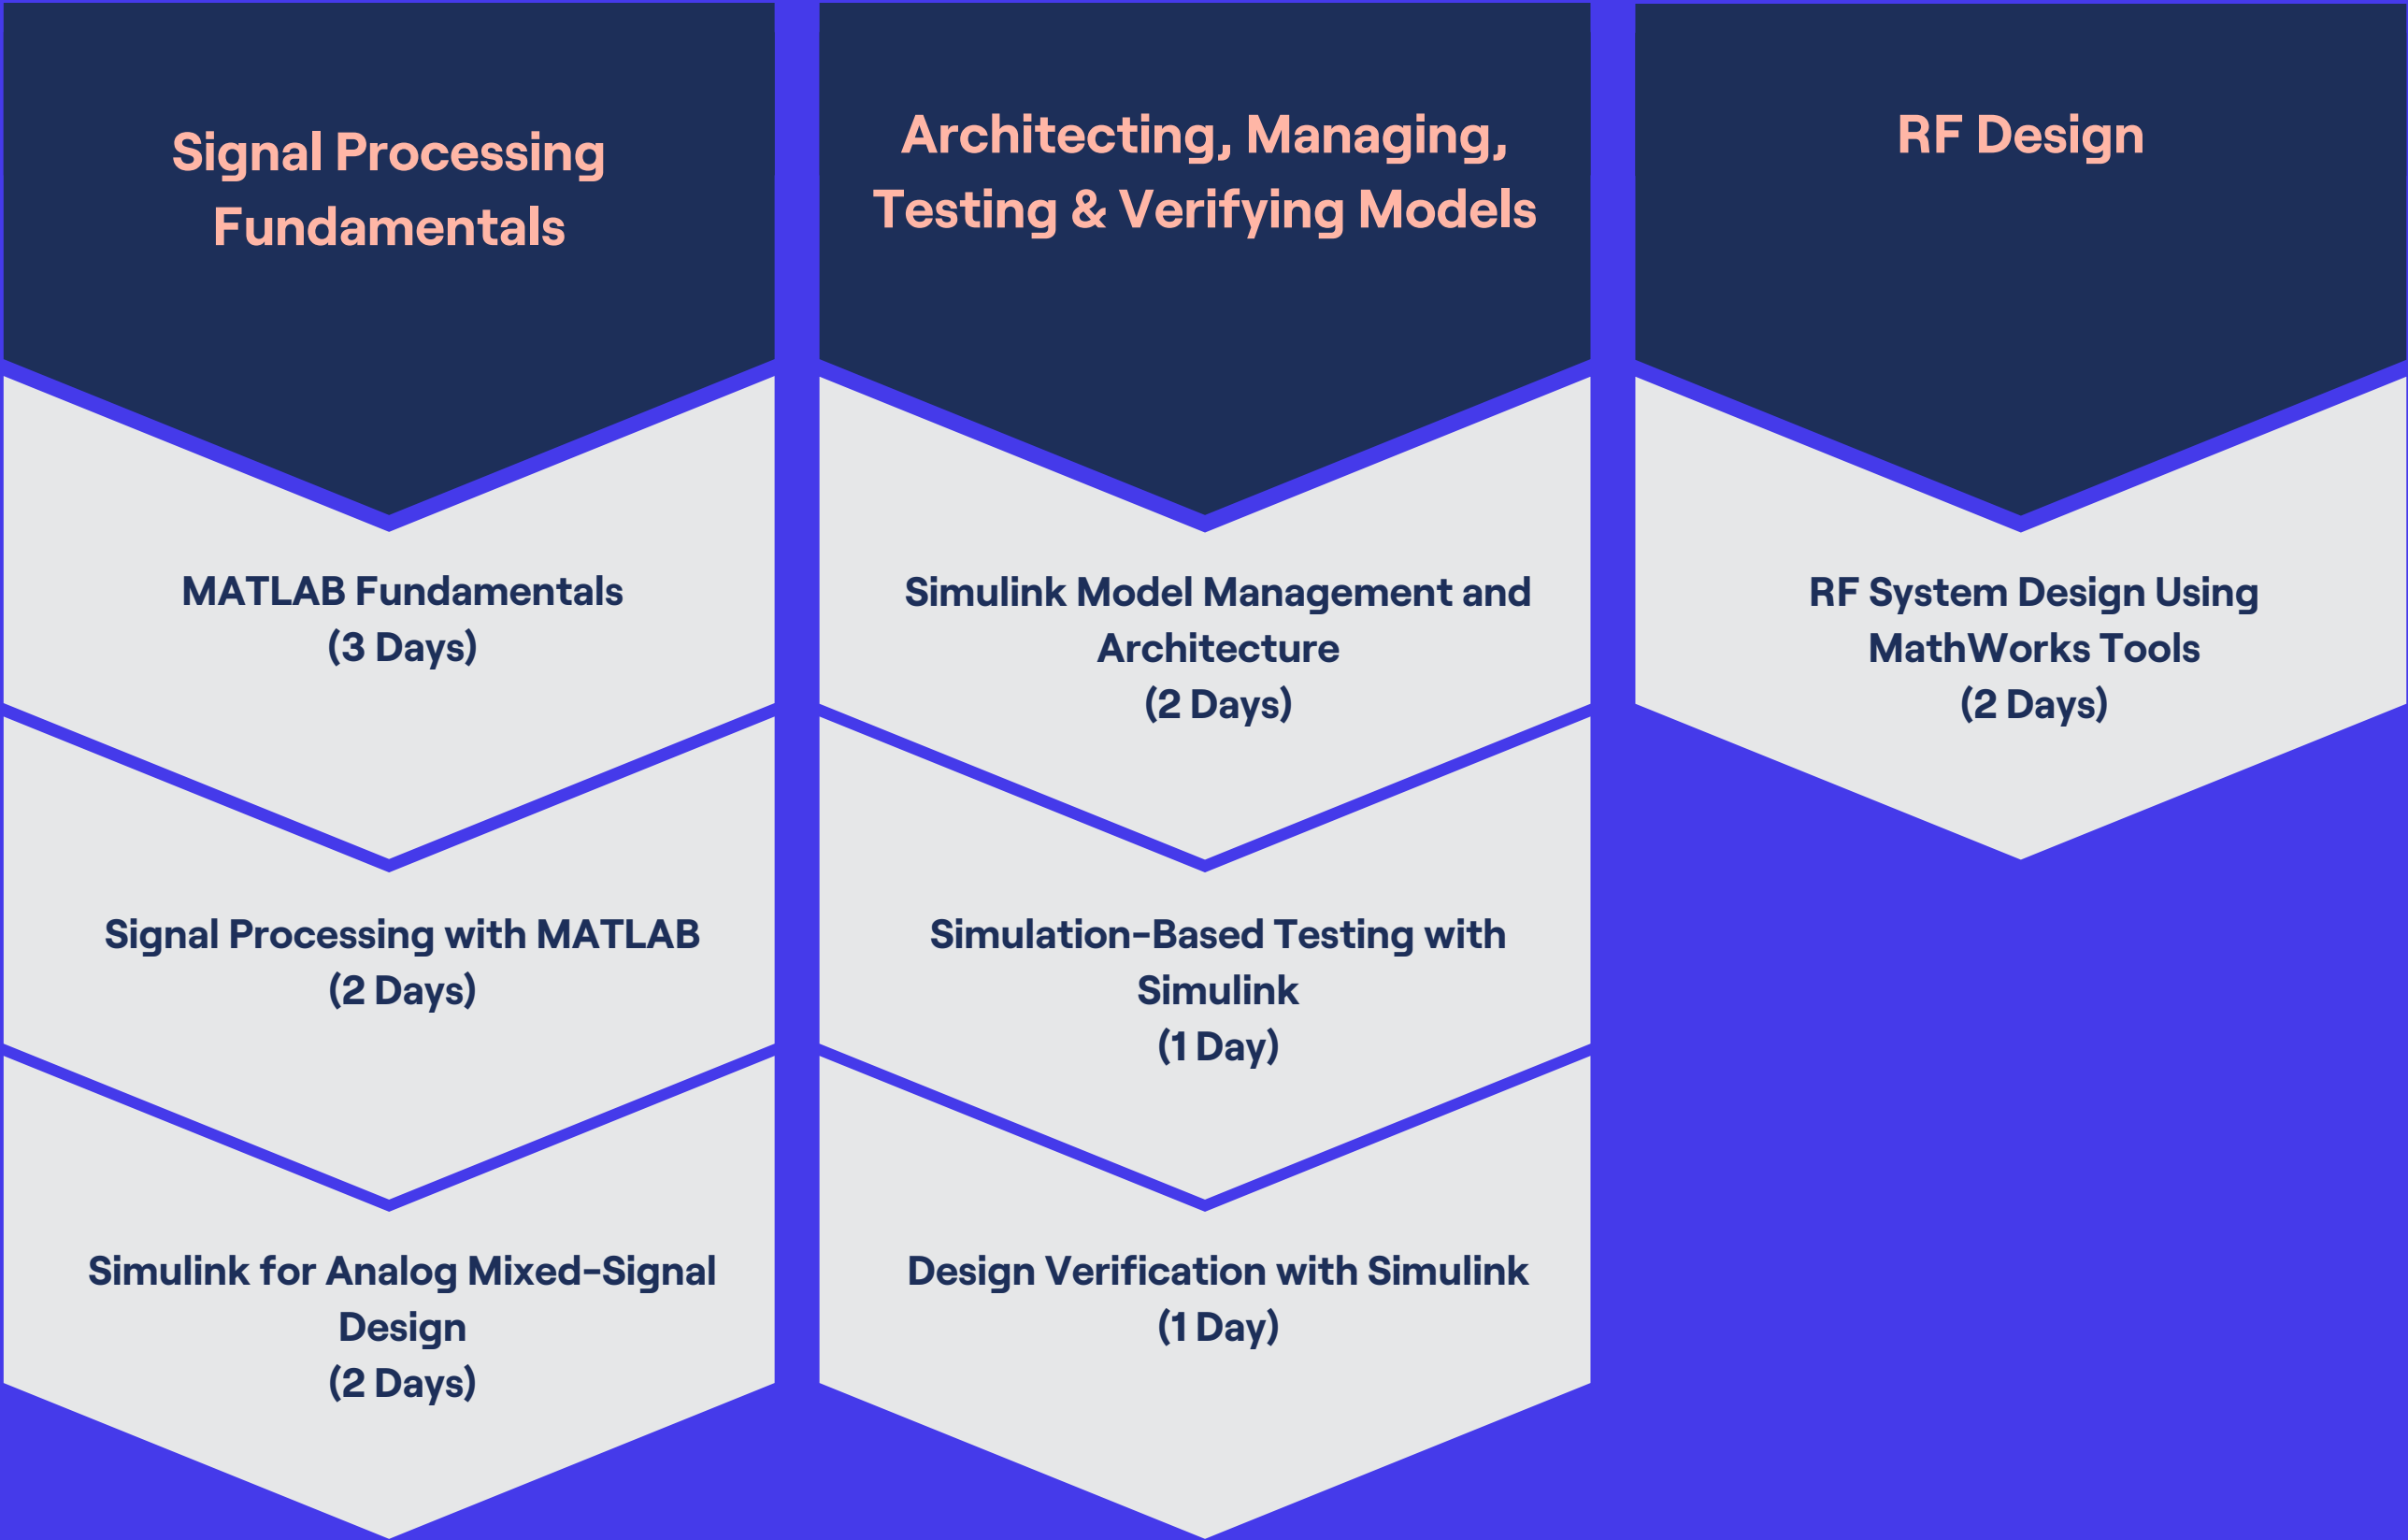 Signal Processing
Fundamentals
MATLAB Fundamentals
(3 Days)
Signal Processing with MATLAB
(2 Days)
Simulink for Analog Mixed-Signal
Design
(2 Days)
Architecting, Managing,
Testing & Verifying Models
Simulink Model Management and
Architecture
(2 Days)
Simulation-Based Testing with
Simulink
(1 Day)
Design Verification with Simulink
(1 Day)
RF Design
RF System Design Using
MathWorks Tools
(2 Days)